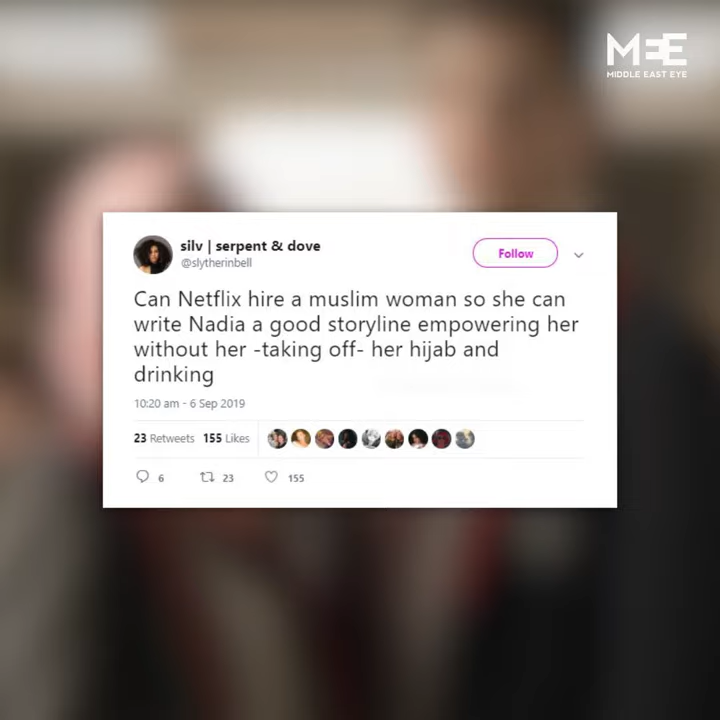 MEE
MIDDLE EAST EYE
silv | serpent & dove
Follow
@slytherinbell
Can Netflix hire a muslim woman so she can
write Nadia a good storyline empowering her
without her -taking off- her hijab and
drinking
10:20 am - 6 Sep 2019
23 Retweets 155 Likes
6 23 155